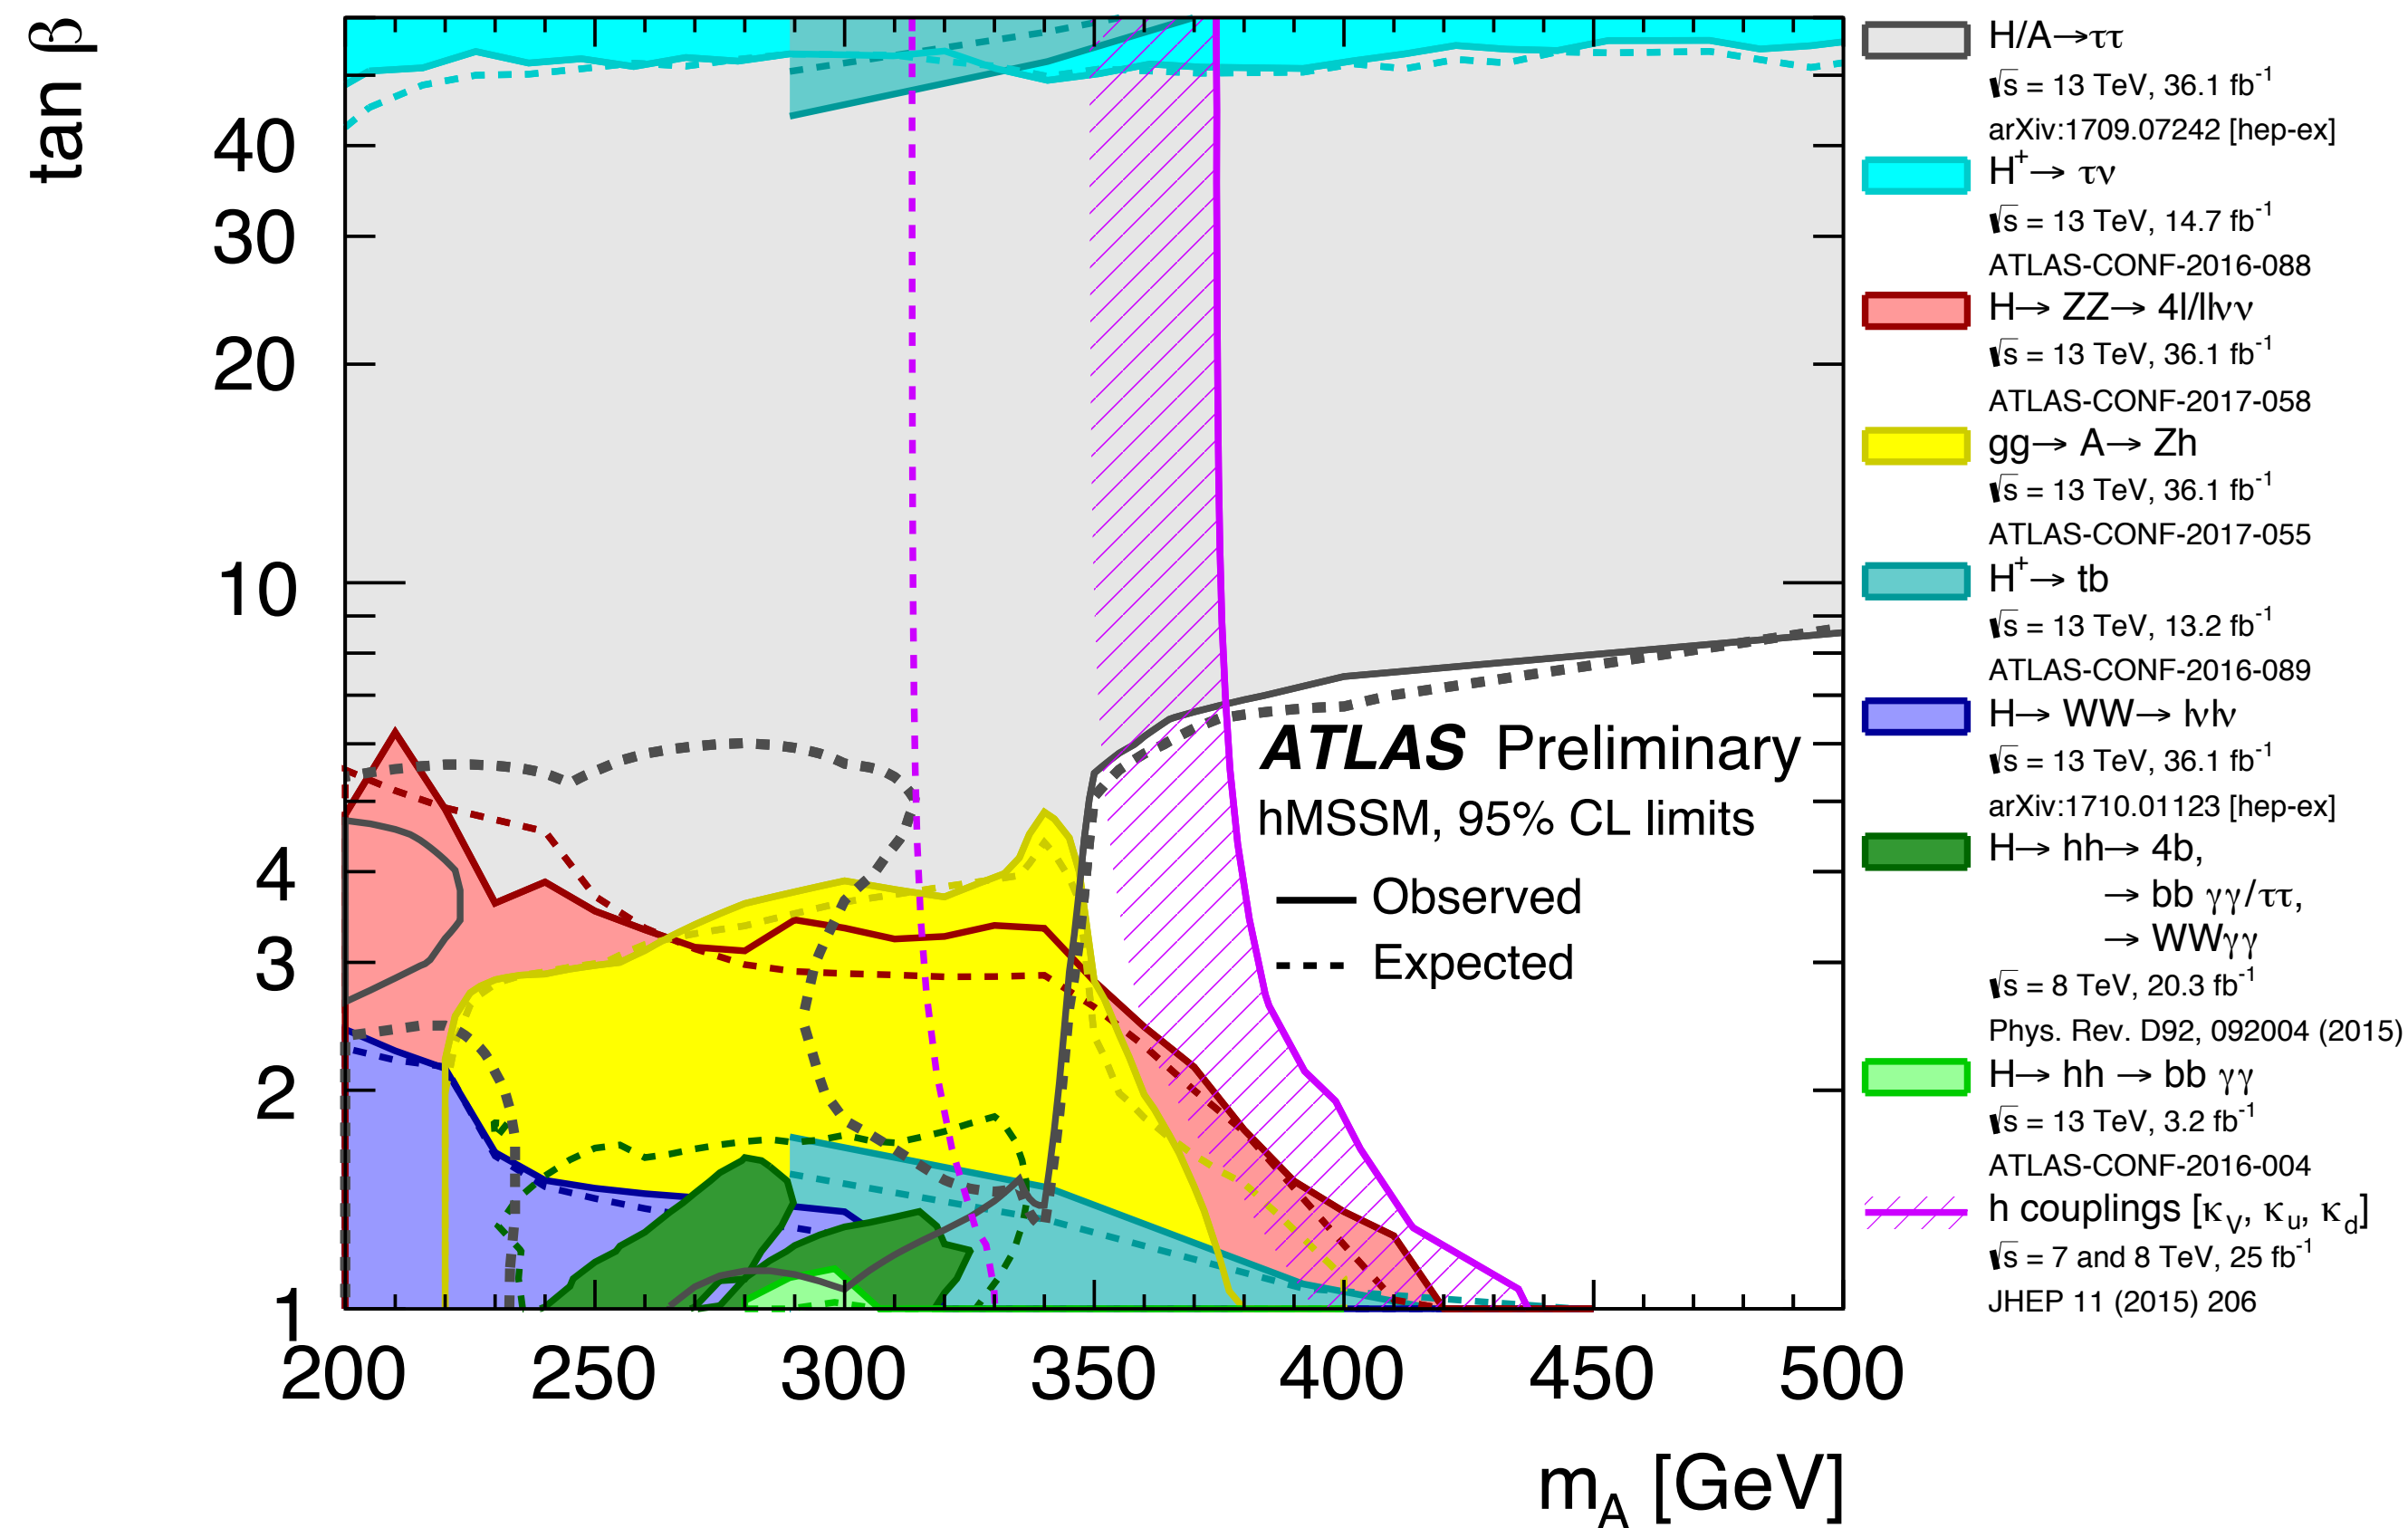 tan β
40
30
20
10
4
3
2
1
200 250 300 350 400 450 500
m_A [GeV]
ATLAS Preliminary
hMSSM, 95% CL limits
Observed
Expected
H/A→ττ
√s = 13 TeV, 36.1 fb⁻¹
arXiv:1709.07242 [hep-ex]
H⁺→ τν
√s = 13 TeV, 14.7 fb⁻¹
ATLAS-CONF-2016-088
H→ ZZ→ 4l/llνν
√s = 13 TeV, 36.1 fb⁻¹
ATLAS-CONF-2017-058
gg→ A→ Zh
√s = 13 TeV, 36.1 fb⁻¹
ATLAS-CONF-2017-055
H⁺→ tb
√s = 13 TeV, 13.2 fb⁻¹
ATLAS-CONF-2016-089
H→ WW→ lνlν
√s = 13 TeV, 36.1 fb⁻¹
arXiv:1710.01123 [hep-ex]
H→ hh→ 4b,
→ bb γγ/ττ,
→ WWγγ
√s = 8 TeV, 20.3 fb⁻¹
Phys. Rev. D92, 092004 (2015)
H→ hh → bb γγ
√s = 13 TeV, 3.2 fb⁻¹
ATLAS-CONF-2016-004
h couplings [κ_V, κ_u, κ_d]
√s = 7 and 8 TeV, 25 fb⁻¹
JHEP 11 (2015) 206